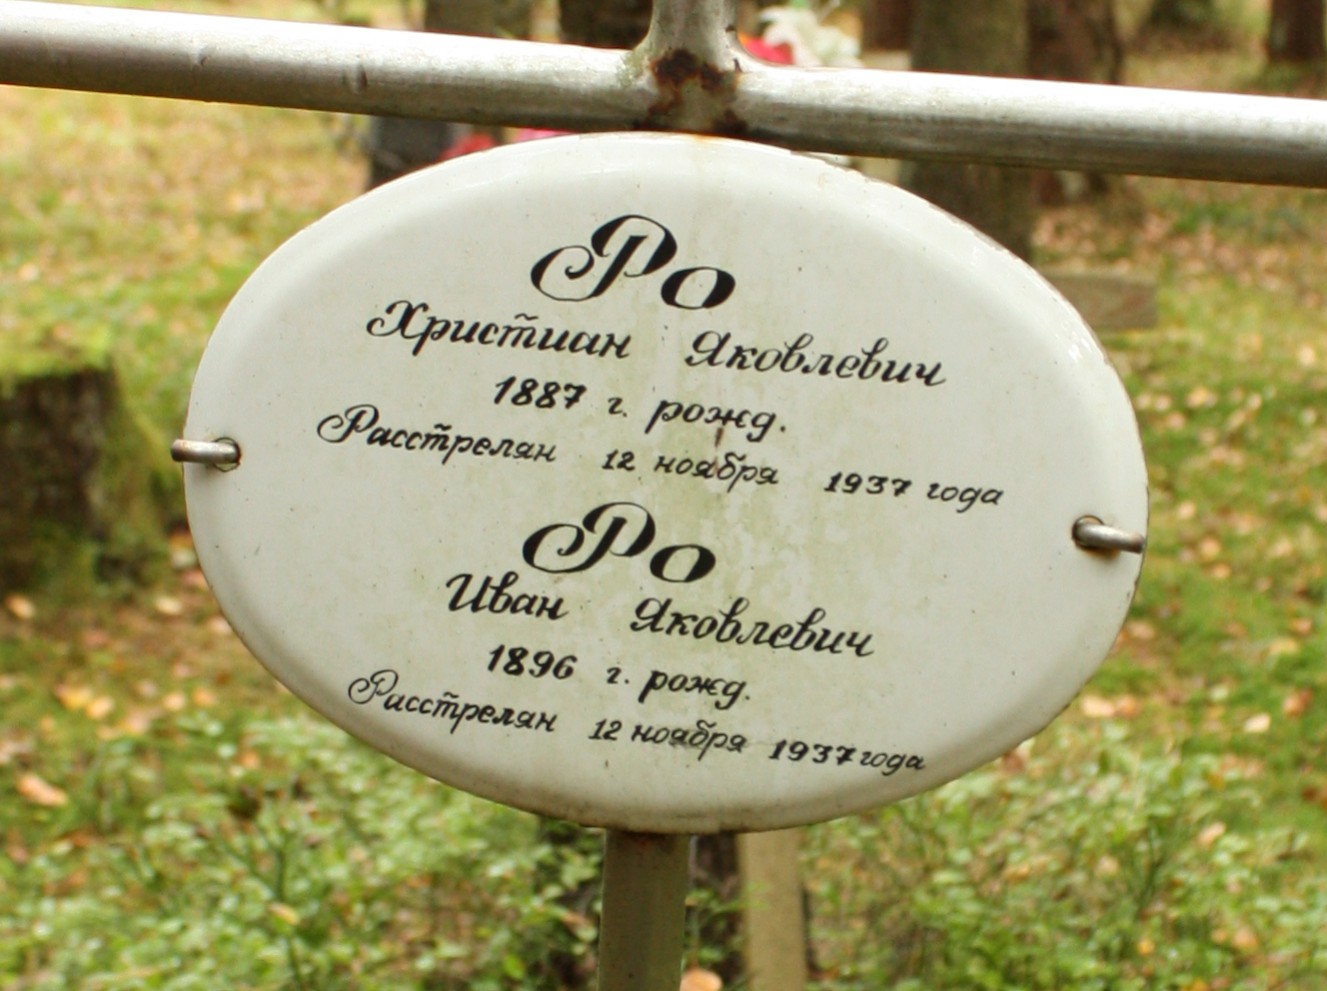 Ро
Христиан Яковлевич
1887 г. рожд.
Расстрелян 12 ноября 1937 года
Ро
Иван Яковлевич
1896 г. рожд.
Расстрелян 12 ноября 1937 года